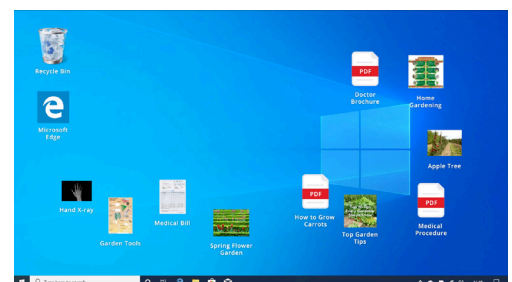 Recycle Bin
Microsoft
Edge
PDF
Doctor
Brochure
Home
Gardening
Apple Tree
Hand X-ray
Garden Tools
Medical Bill
Spring Flower
Garden
PDF
How to Grow
Carrots
Top Garden
Tips
PDF
Medical
Procedure